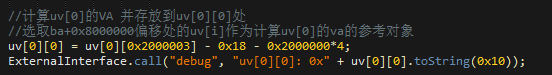 //计算uv[0]的VA 并存放到uv[0][0]处
//选取ba+0x8000000偏移处的uv[i]作为计算uv[0]的va的参考对象
uv[0][0] = uv[0][0x2000003] - 0x18 - 0x2000000*4;
ExternalInterface.call("debug", "uv[0][0]: 0x" + uv[0][0].toString(0x10));